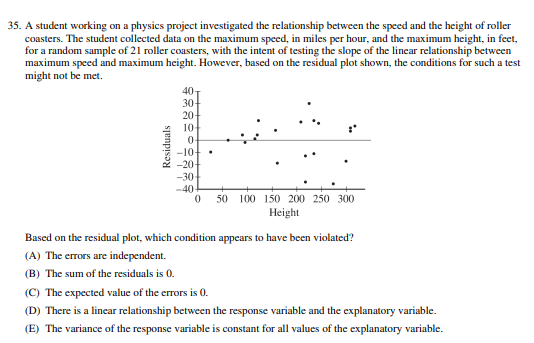 35. A student working on a physics project investigated the relationship between the speed and the height of roller
coasters. The student collected data on the maximum speed, in miles per hour, and the maximum height, in feet,
for a random sample of 21 roller coasters, with the intent of testing the slope of the linear relationship between
maximum speed and maximum height. However, based on the residual plot shown, the conditions for such a test
might not be met.
40
30
20
10
0
−10
−20
−30
−40
Residuals
0 50 100 150 200 250 300
Height
Based on the residual plot, which condition appears to have been violated?
(A) The errors are independent.
(B) The sum of the residuals is 0.
(C) The expected value of the errors is 0.
(D) There is a linear relationship between the response variable and the explanatory variable.
(E) The variance of the response variable is constant for all values of the explanatory variable.